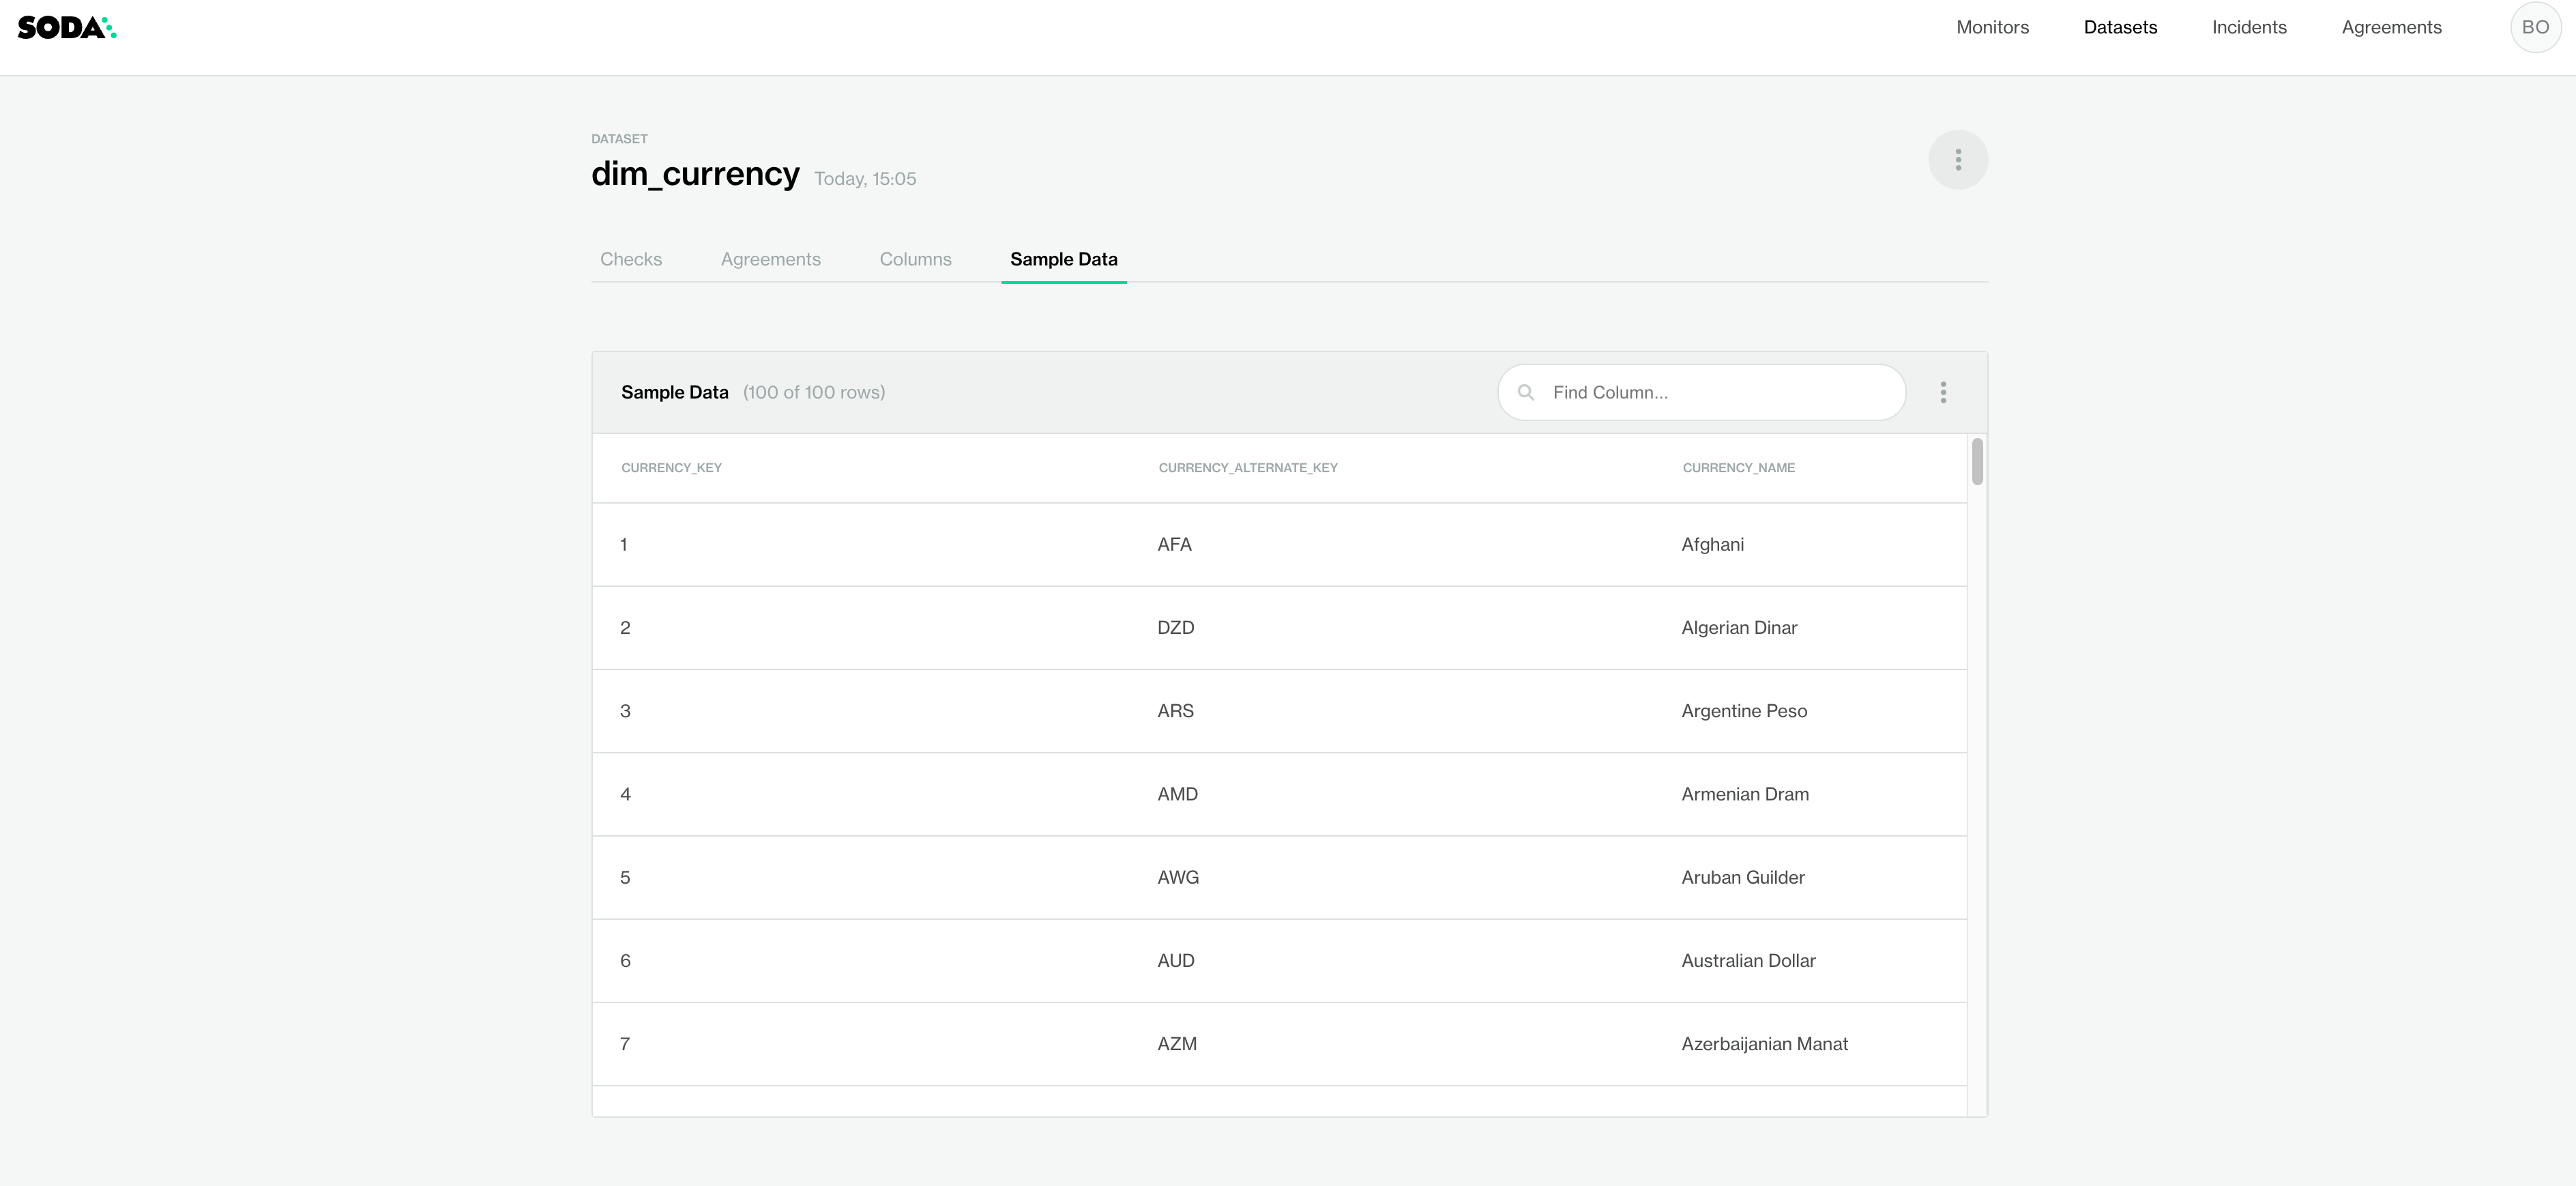 SODA
Monitors Datasets Incidents Agreements BO
DATASET
dim_currency Today, 15:05
Checks Agreements Columns Sample Data
Sample Data (100 of 100 rows) Find Column...
CURRENCY_KEY CURRENCY_ALTERNATE_KEY CURRENCY_NAME
1 AFA Afghani
2 DZD Algerian Dinar
3 ARS Argentine Peso
4 AMD Armenian Dram
5 AWG Aruban Guilder
6 AUD Australian Dollar
7 AZM Azerbaijanian Manat